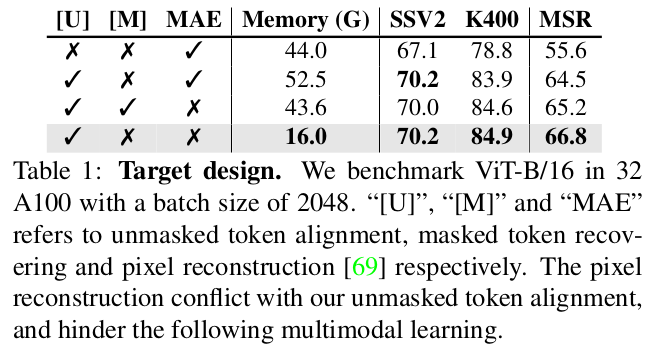 [U] [M] MAE Memory (G) SSV2 K400 MSR
✗ ✗ ✓ 44.0 67.1 78.8 55.6
✓ ✗ ✓ 52.5 70.2 83.9 64.5
✓ ✓ ✗ 43.6 70.0 84.6 65.2
✓ ✗ ✗ 16.0 70.2 84.9 66.8
Table 1: Target design. We benchmark ViT-B/16 in 32
A100 with a batch size of 2048. “[U]”, “[M]” and “MAE”
refers to unmasked token alignment, masked token recov-
ering and pixel reconstruction [69] respectively. The pixel
reconstruction conflict with our unmasked token alignment,
and hinder the following multimodal learning.